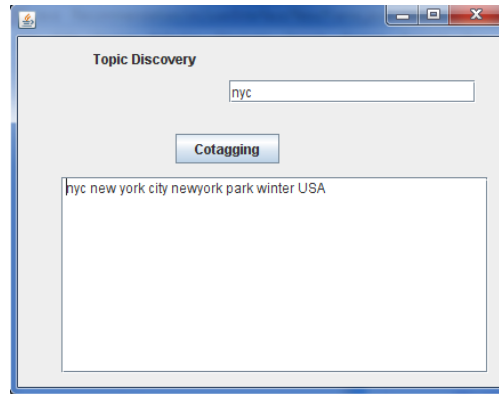 Topic Discovery
nyc
Cotagging
nyc new york city newyork park winter USA